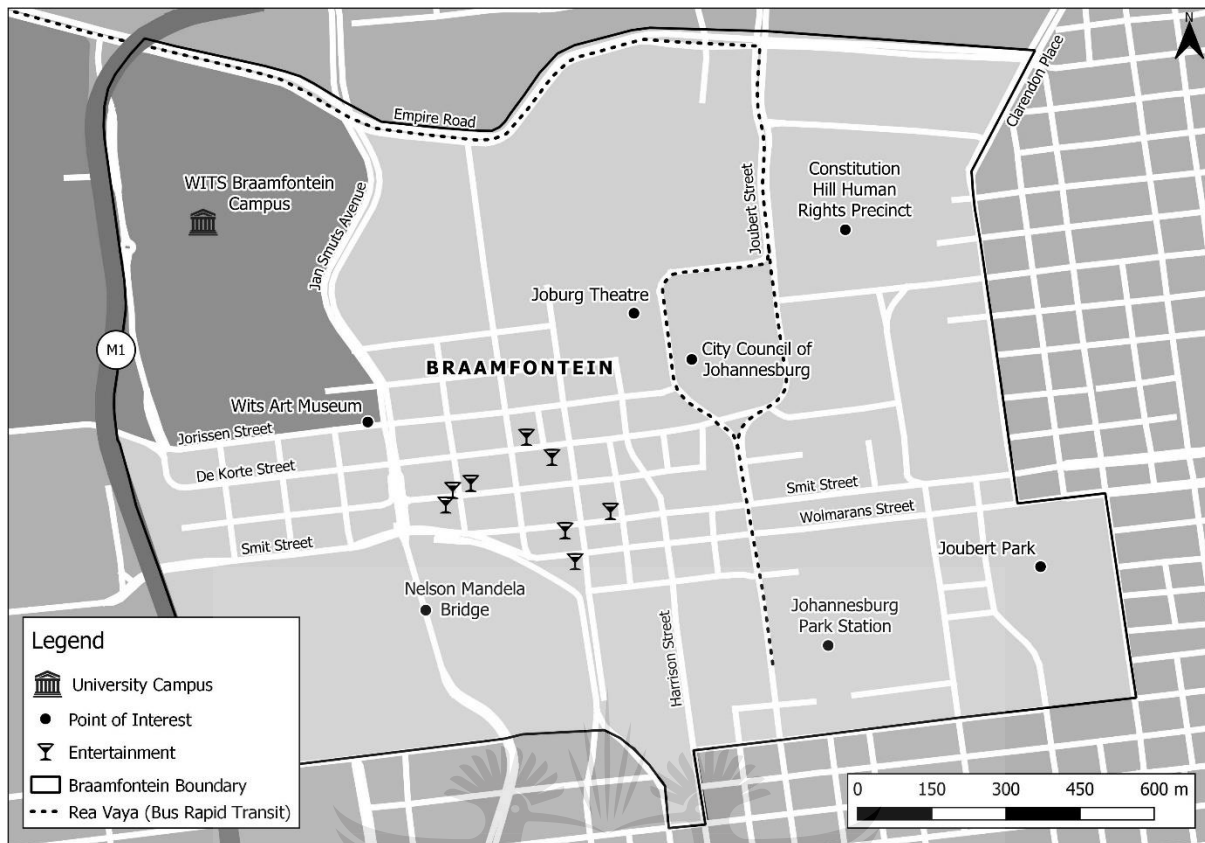 N
Clarendon Place
Empire Road
WITS Braamfontein
Campus
Jan Smuts Avenue
Joubert Street
Constitution
Hill Human
Rights Precinct
Joburg Theatre
M1
BRAAMFONTEIN
City Council of
Johannesburg
Wits Art Museum
Jorissen Street
De Korte Street
Smit Street
Wolmarans Street
Smit Street
Joubert Park
Nelson Mandela
Bridge
Johannesburg
Park Station
Harrison Street
Legend
University Campus
Point of Interest
Entertainment
Braamfontein Boundary
Rea Vaya (Bus Rapid Transit)
0 150 300 450 600 m